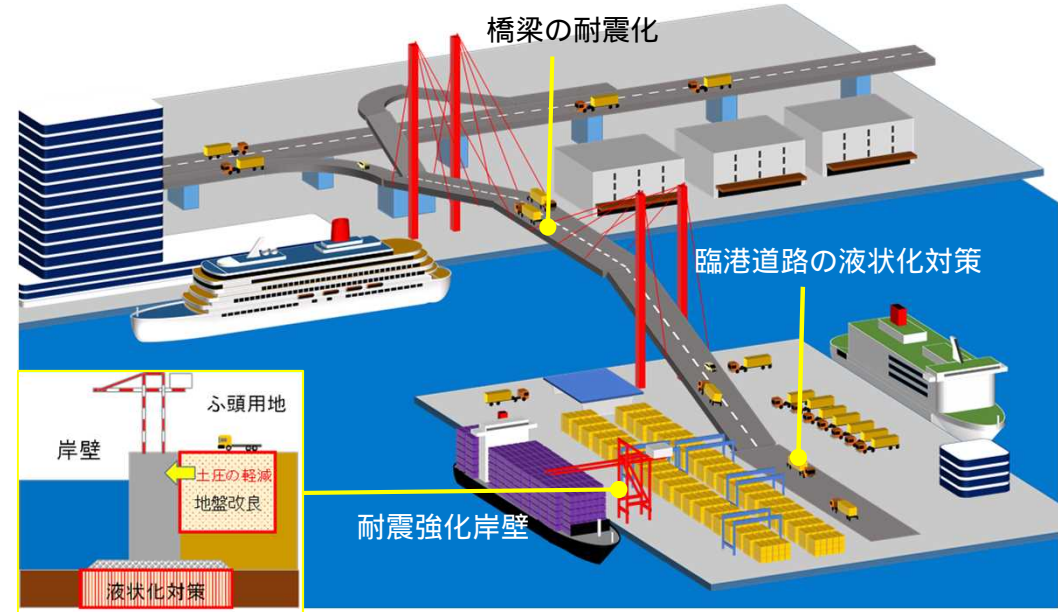 橋梁の耐震化
臨港道路の液状化対策
ふ頭用地
岸壁
土圧の軽減
地盤改良
耐震強化岸壁
液状化対策